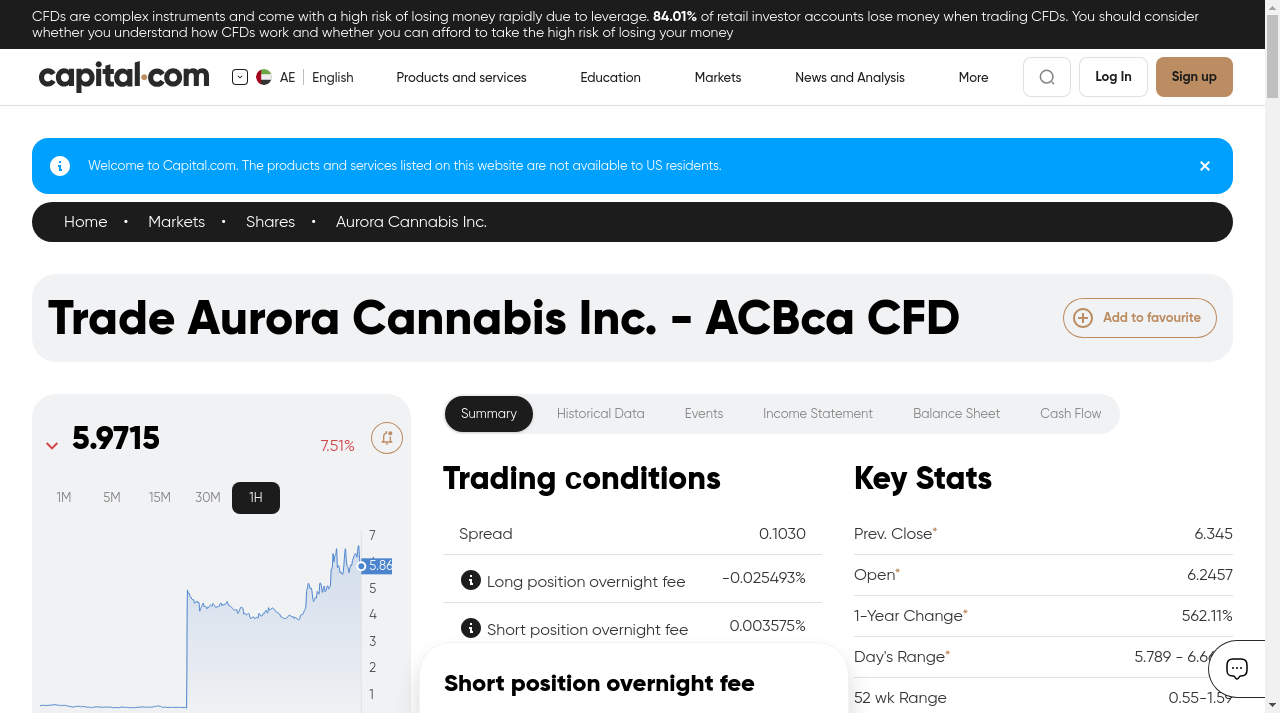 CFDs are complex instruments and come with a high risk of losing money rapidly due to leverage. 84.01% of retail investor accounts lose money when trading CFDs. You should consider
whether you understand how CFDs work and whether you can afford to take the high risk of losing your money
capital.com
AE
English
Products and services
Education
Markets
News and Analysis
More
Log In
Sign up
Welcome to Capital.com. The products and services listed on this website are not available to US residents.
Home • Markets • Shares • Aurora Cannabis Inc.
Trade Aurora Cannabis Inc. - ACBca CFD
Add to favourite
5.9715
7.51%
1M
5M
15M
30M
1H
7
5.86
5
4
3
2
1
Summary
Historical Data
Events
Income Statement
Balance Sheet
Cash Flow
Trading conditions
Spread 0.1030
Long position overnight fee -0.025493%
Short position overnight fee 0.003575%
Short position overnight fee
Key Stats
Prev. Close* 6.345
Open* 6.2457
1-Year Change* 562.11%
Day's Range* 5.789 -
52 wk Range 0.55-1.59